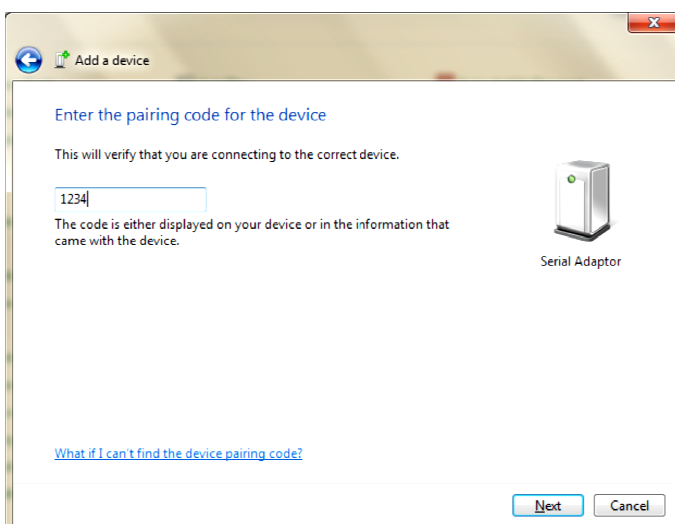 Add a device
Enter the pairing code for the device
This will verify that you are connecting to the correct device.
1234
The code is either displayed on your device or in the information that
came with the device.
Serial Adaptor
What if I can't find the device pairing code?
Next
Cancel